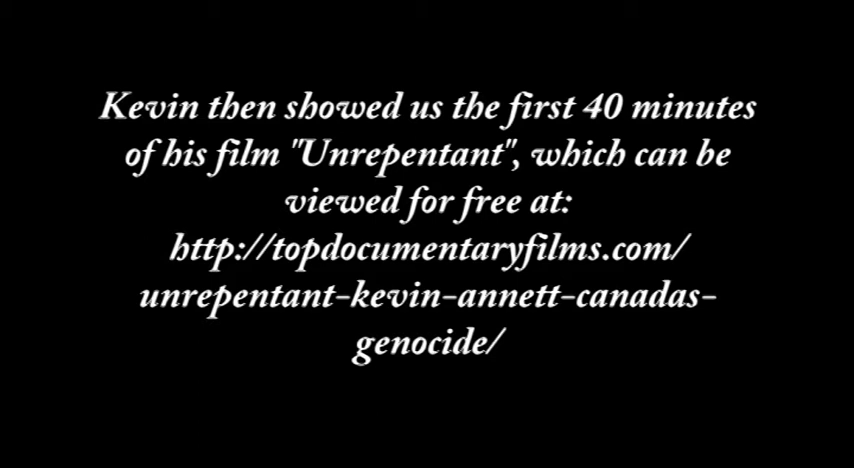 Kevin then showed us the first 40 minutes
of his film "Unrepentant", which can be
viewed for free at:
http://topdocumentaryfilms.com/
unrepentant-kevin-annett-canadas-
genocide/